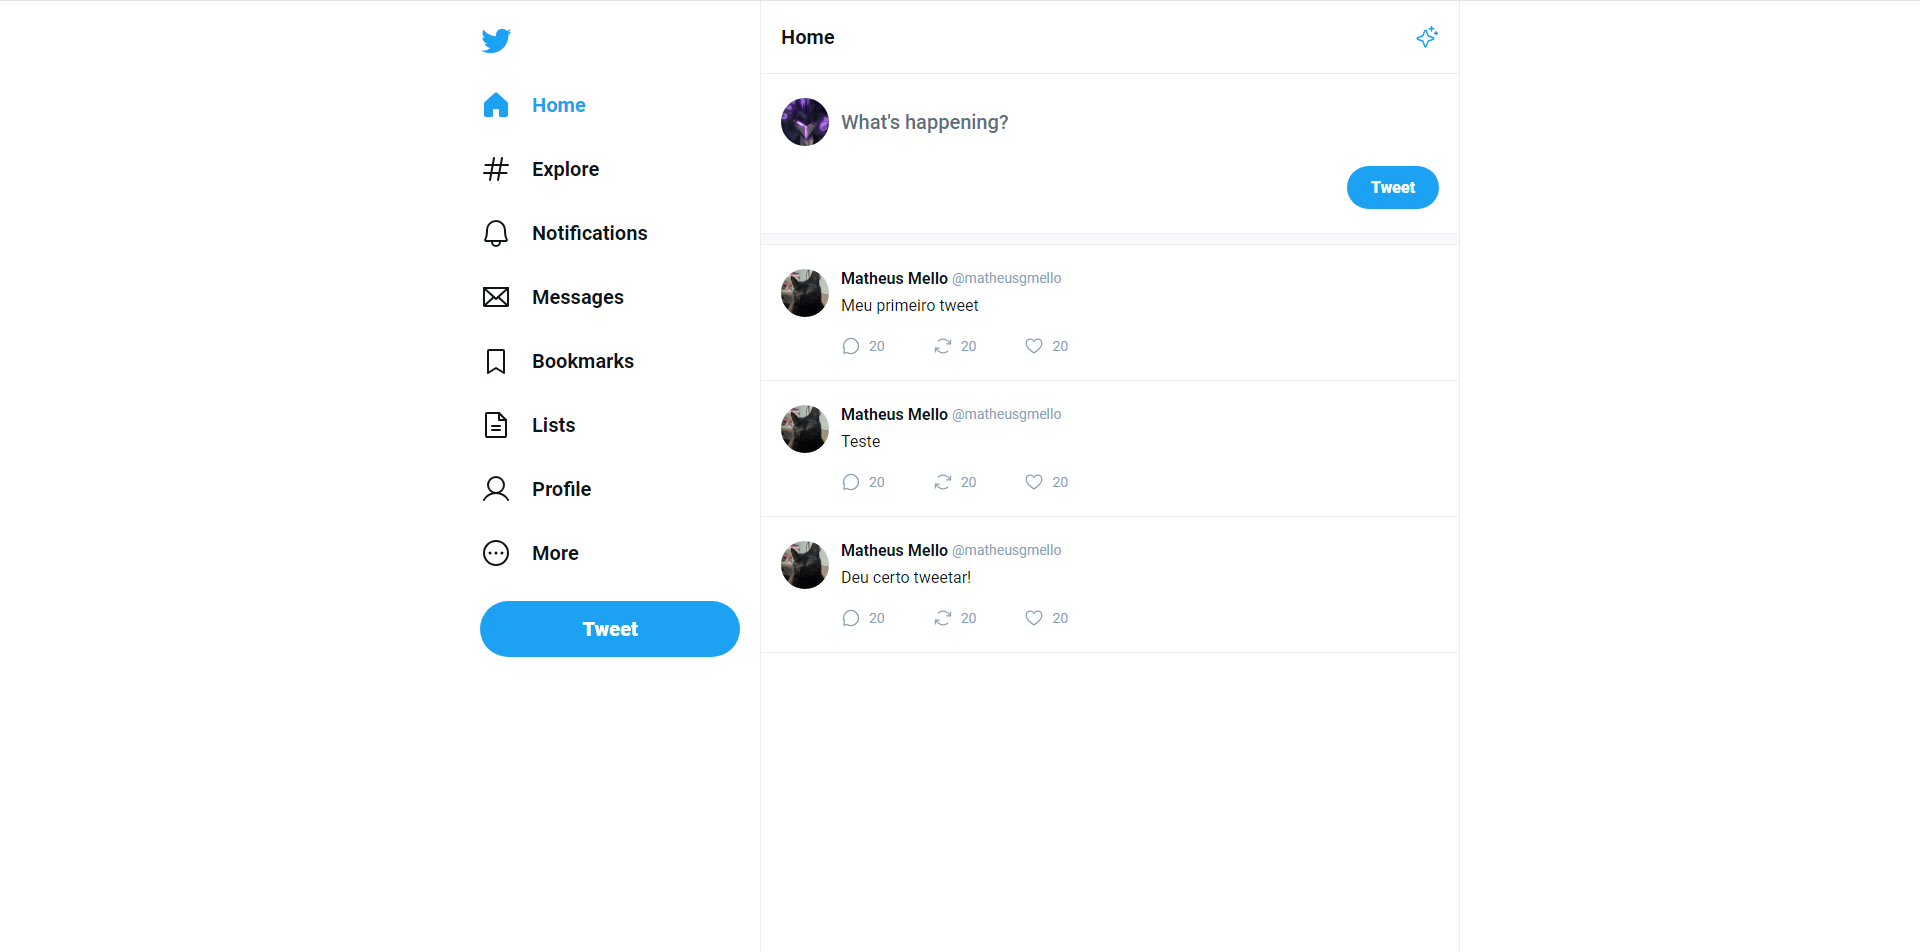 Home
Explore
Notifications
Messages
Bookmarks
Lists
Profile
More
Tweet
Home
What's happening?
Tweet
Matheus Mello @matheusgmello
Meu primeiro tweet
20 20 20
Matheus Mello @matheusgmello
Teste
20 20 20
Matheus Mello @matheusgmello
Deu certo tweetar!
20 20 20